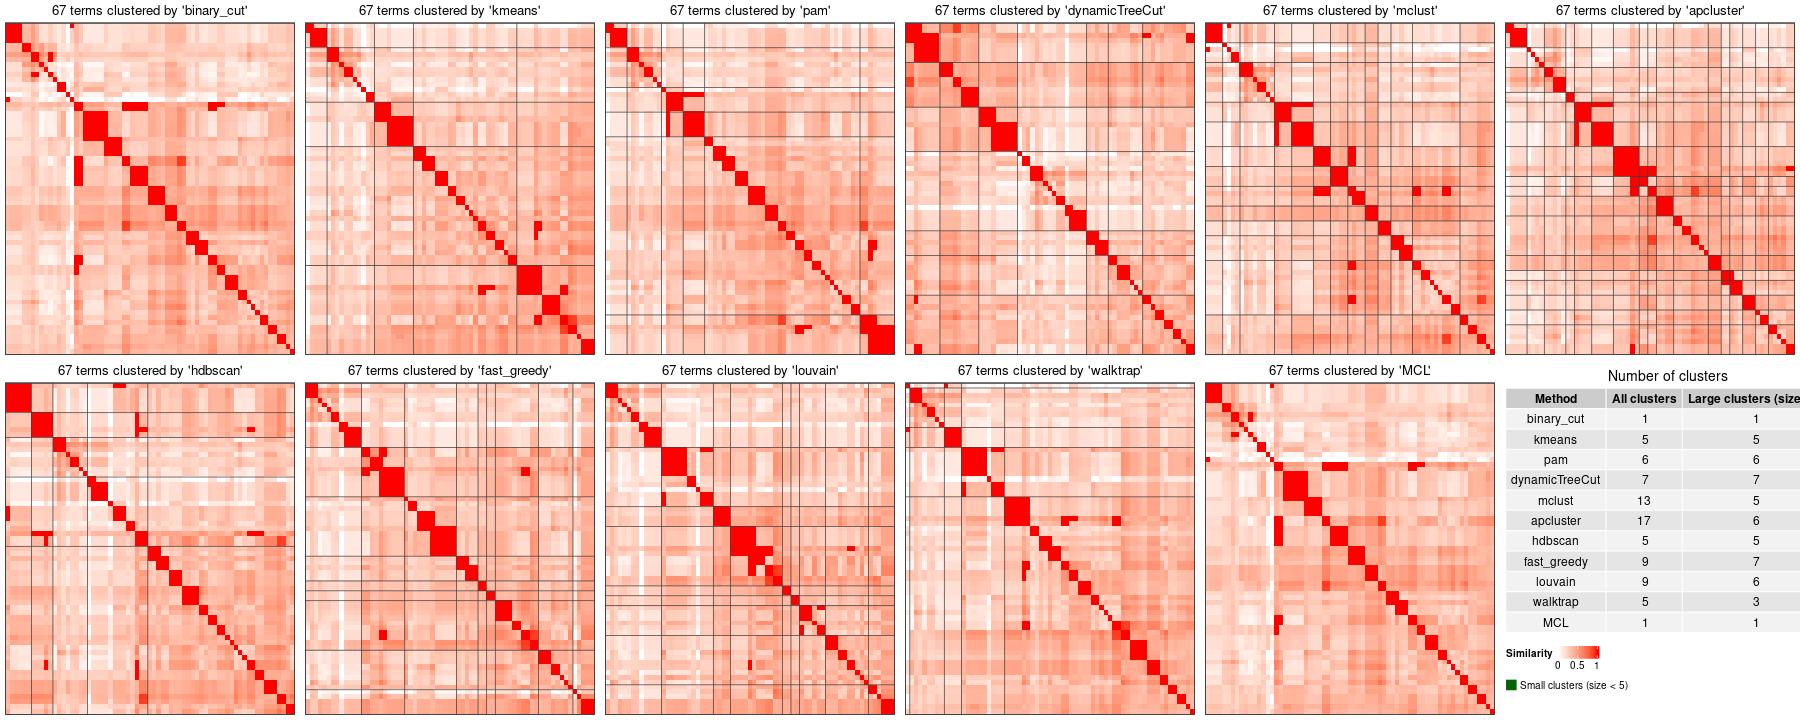 67 terms clustered by 'binary_cut'
67 terms clustered by 'kmeans'
67 terms clustered by 'pam'
67 terms clustered by 'dynamicTreeCut'
67 terms clustered by 'mclust'
67 terms clustered by 'apcluster'
67 terms clustered by 'hdbscan'
67 terms clustered by 'fast_greedy'
67 terms clustered by 'louvain'
67 terms clustered by 'walktrap'
67 terms clustered by 'MCL'
Number of clusters
Method All clusters Large clusters (size
binary_cut 1 1
kmeans 5 5
pam 6 6
dynamicTreeCut 7 7
mclust 13 5
apcluster 17 6
hdbscan 5 5
fast_greedy 9 7
louvain 9 6
walktrap 5 3
MCL 1 1
Similarity
0 0.5 1
Small clusters (size < 5)